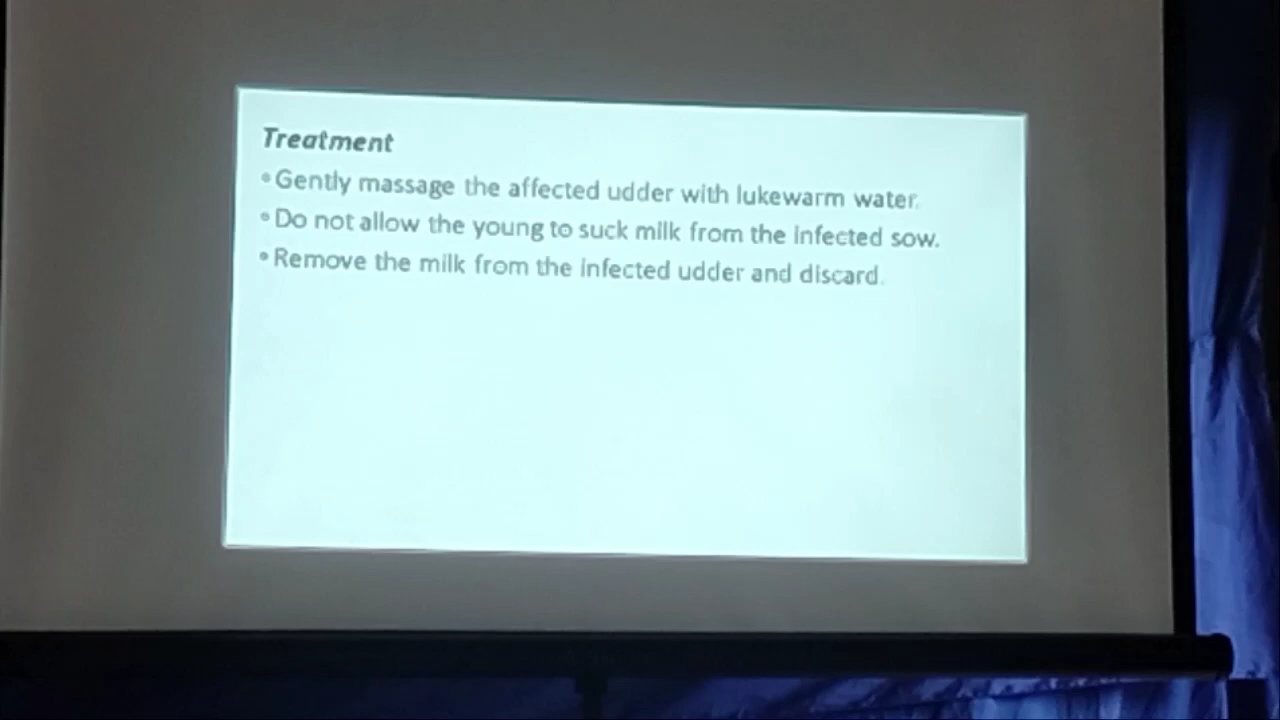 Treatment
•Gently massage the affected udder with lukewarm water.
•Do not allow the young to suck milk from the infected sow.
•Remove the milk from the infected udder and discard.